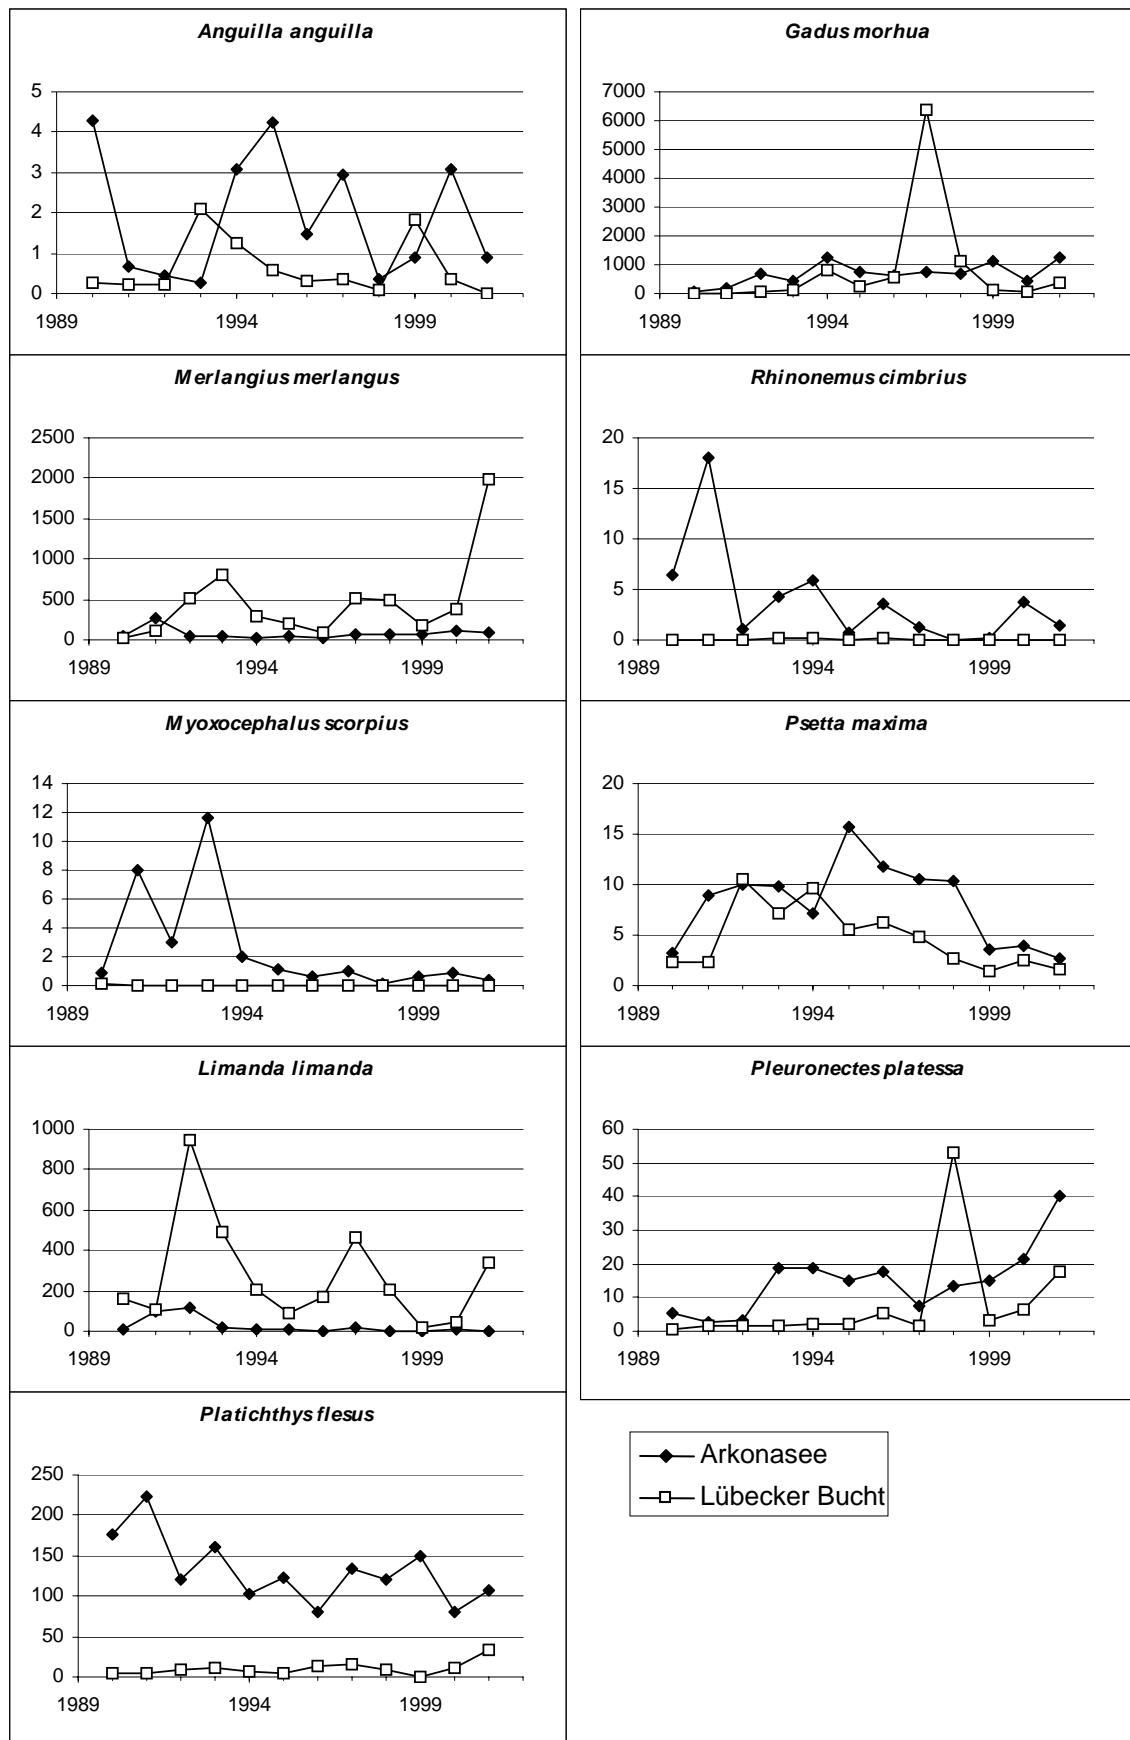 Anguilla anguilla
5
4
3
2
1
0
1989 1994 1999
Gadus morhua
7000
6000
5000
4000
3000
2000
1000
0
1989 1994 1999
Merlangius merlangus
2500
2000
1500
1000
500
0
1989 1994 1999
Rhinonemus cimbrius
20
15
10
5
0
1989 1994 1999
Myoxocephalus scorpius
14
12
10
8
6
4
2
0
1989 1994 1999
Psetta maxima
20
15
10
5
0
1989 1994 1999
Limanda limanda
1000
800
600
400
200
0
1989 1994 1999
Pleuronectes platessa
60
50
40
30
20
10
0
1989 1994 1999
Platichthys flesus
250
200
150
100
50
0
1989 1994 1999
Arkonasee
Lübecker Bucht